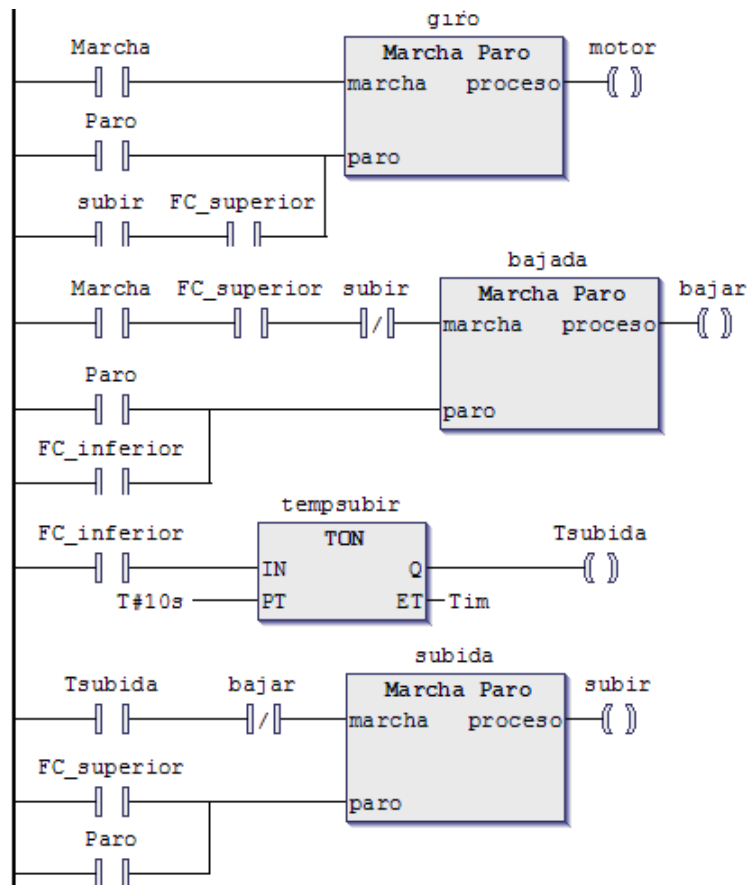 giro
Marcha
Marcha Paro
motor
marcha proceso
Paro
paro
subir FC_superior
bajada
Marcha FC_superior subir
Marcha Paro
bajar
marcha proceso
Paro
paro
FC_inferior
tempsubir
FC_inferior
TON
Tsubida
IN Q
T#10s PT ET Tim
subida
Tsubida bajar
Marcha Paro
subir
marcha proceso
FC_superior
paro
Paro